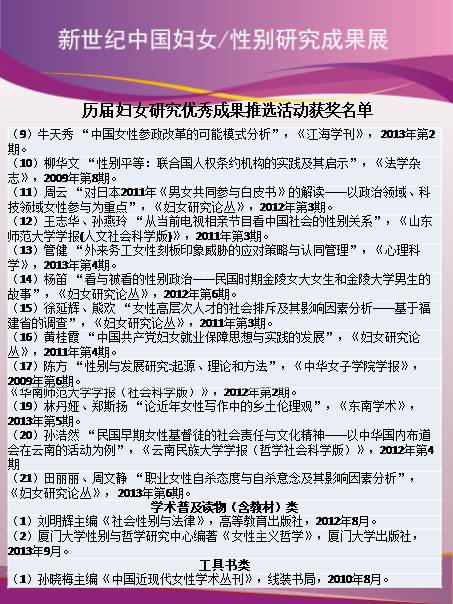 新世纪中国妇女/性别研究成果展
历届妇女研究优秀成果推选活动获奖名单
（9）牛天秀 “中国女性参政改革的可能模式分析”，《江海学刊》，2013年第2
期。
（10）柳华文 “性别平等：联合国人权条约机构的实践及其启示”，《法学杂
志》，2009年第8期。
（11）周云 “对日本2011年《男女共同参与白皮书》的解读——以政治领域、科
技领域女性参与为重点”，《妇女研究论丛》，2012年第3期。
（12）王志华、孙燕玲 “从当前电视相亲节目看中国社会的性别关系”，《山东
师范大学学报(人文社会科学版)》，2011年第3期。
（13）管健 “外来务工女性刻板印象威胁的应对策略与认同管理”，《心理科
学》，2013年第4期。
（14）杨笛 “看与被看的性别政治——民国时期金陵女大女生和金陵大学男生的
故事”，《妇女研究论丛》，2012年第6期。
（15）徐延辉、熊欢 “女性高层次人才的社会排斥及其影响因素分析——基于福
建省的调查”，《妇女研究论丛》，2011年第3期。
（16）黄桂霞 “中国共产党妇女就业保障思想与实践的发展”，《妇女研究论
丛》，2011年第4期。
（17）陈方 “性别与发展研究:起源、理论和方法”，《中华女子学院学报》，
2009年第6期。
《华南师范大学学报（社会科学版）》，2012年第2期。
（19）林丹娅、郑斯扬 “论近年女性写作中的乡土伦理观”，《东南学术》，
2013年第5期。
（20）孙浩然 “民国早期女性基督徒的社会责任与文化精神——以中华国内布道
会在云南的活动为例”，《云南民族大学学报（哲学社会科学版）》，2012年第4
期
（21）田丽丽、周文静 “职业女性自杀态度与自杀意念及其影响因素分析”，
《妇女研究论丛》，2013年第6期。
学术普及读物（含教材）类
（1）刘明辉主编《社会性别与法律》，高等教育出版社，2012年8月。
（2）厦门大学性别与哲学研究中心编著《女性主义哲学》，厦门大学出版社，
2013年9月。
工具书类
（1）孙晓梅主编《中国近现代女性学术丛刊》，线装书局，2010年8月。